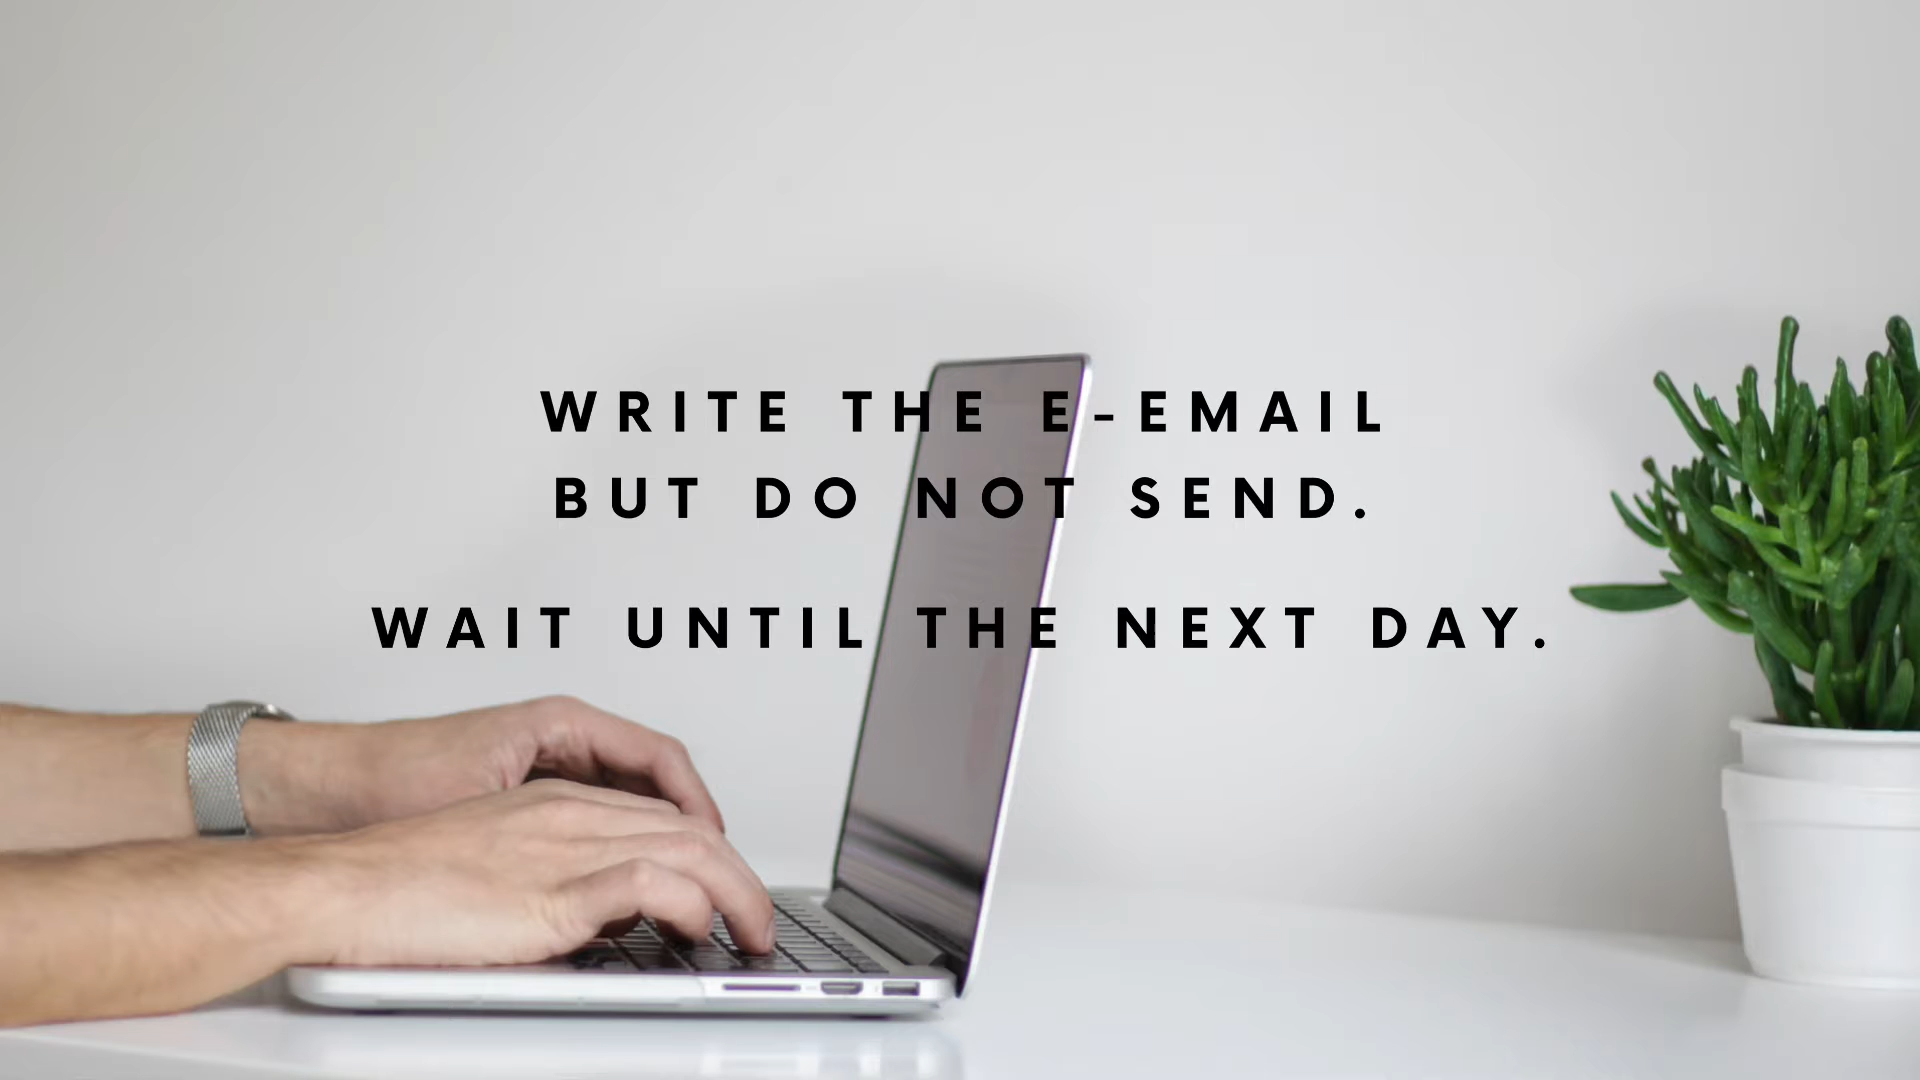 WRITE THE E-EMAIL
BUT DO NOT SEND.
WAIT UNTIL THE NEXT DAY.